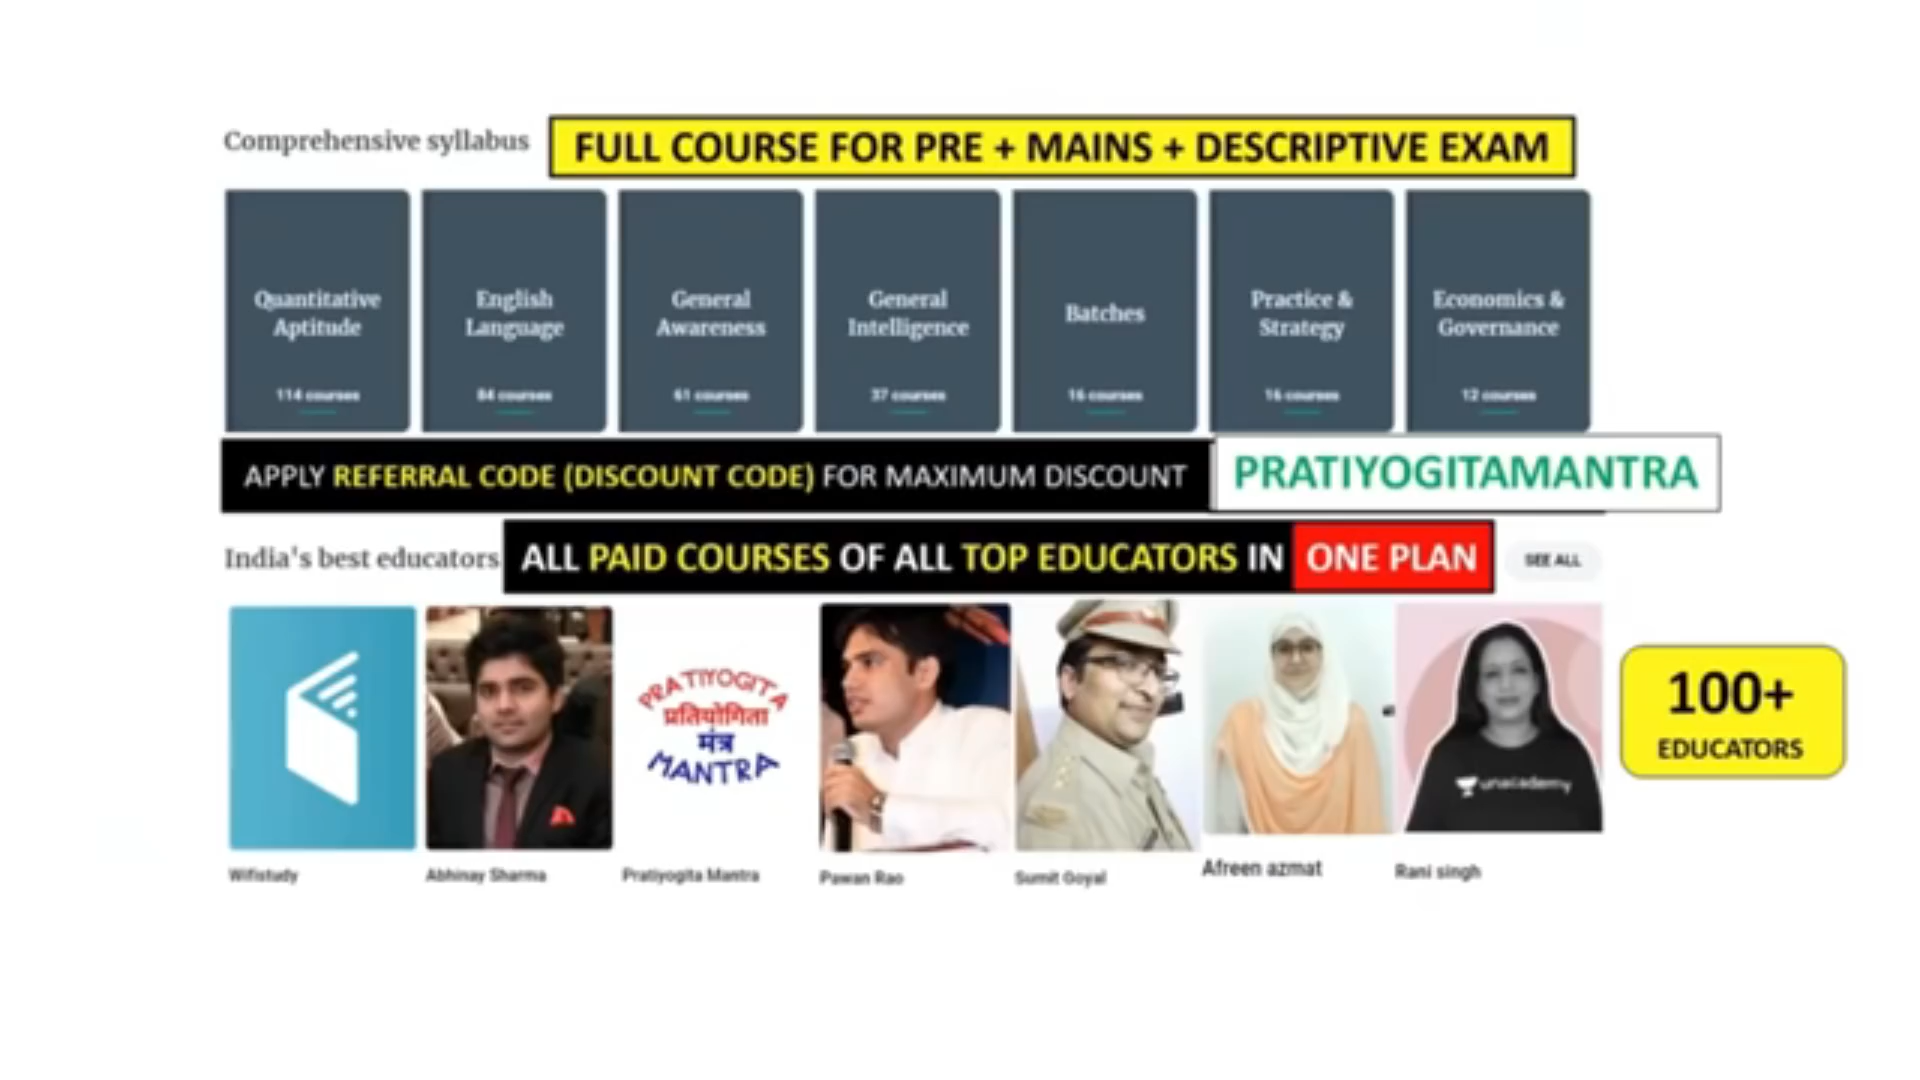 Comprehensive syllabus
FULL COURSE FOR PRE + MAINS + DESCRIPTIVE EXAM
Quantitative
Aptitude
114 courses
English
Language
84 courses
General
Awareness
61 courses
General
Intelligence
37 courses
Batches
16 courses
Practice &
Strategy
16 courses
Economics &
Governance
12 courses
APPLY REFERRAL CODE (DISCOUNT CODE) FOR MAXIMUM DISCOUNT
PRATIYOGITAMANTRA
India's best educators
ALL PAID COURSES OF ALL TOP EDUCATORS IN ONE PLAN
SEE ALL
PRATIYOGITA
प्रतियोगिता
मंत्र
MANTRA
unacademy
100+
EDUCATORS
Wifistudy
Abhinay Sharma
Pratiyogita Mantra
Pawan Rao
Sumit Goyal
Afreen azmat
Rani singh